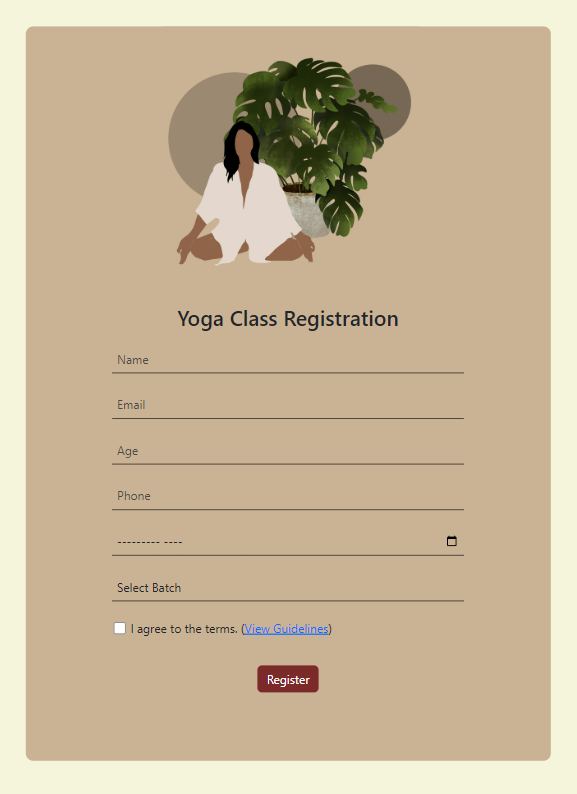 Yoga Class Registration
Name
Email
Age
Phone
--------- ----
Select Batch
I agree to the terms. (View Guidelines)
Register